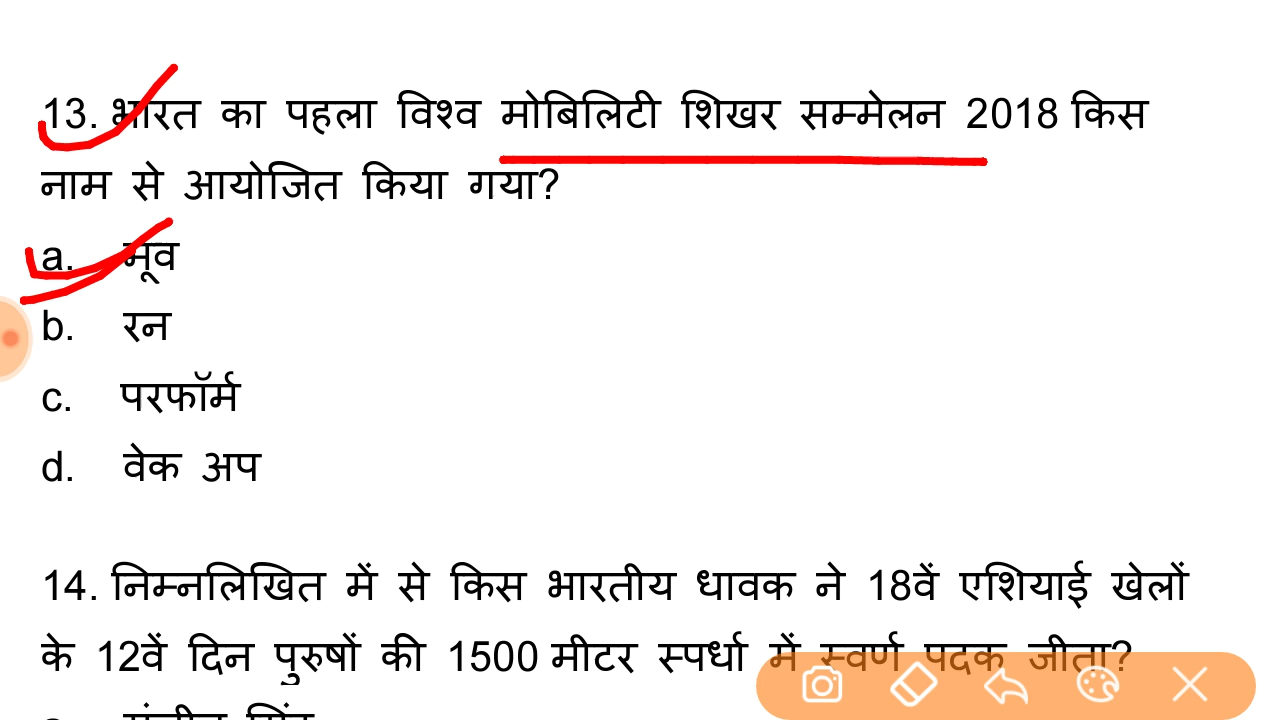 13. भारत का पहला विश्व मोबिलिटी शिखर सम्मेलन 2018 किस
नाम से आयोजित किया गया?
a. मूव
b. रन
c. परफॉर्म
d. वेक अप
14. निम्नलिखित में से किस भारतीय धावक ने 18वें एशियाई खेलों
के 12वें दिन पुरुषों की 1500 मीटर स्पर्धा में स्वर्ण पदक जीता?